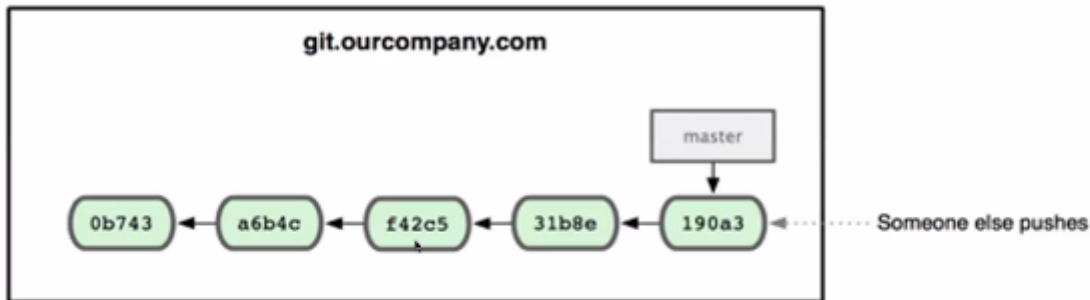 git.ourcompany.com
master
0b743 a6b4c f42c5 31b8e 190a3 Someone else pushes